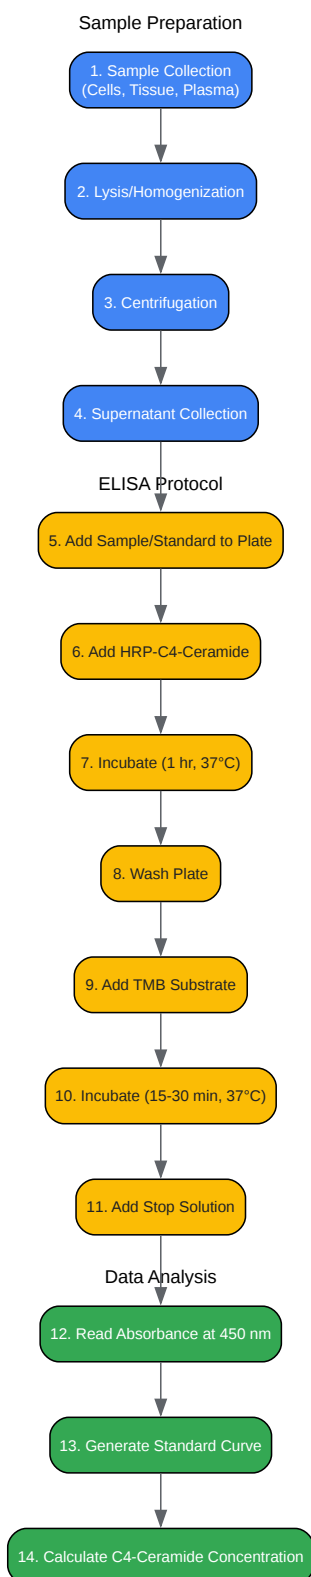 Sample Preparation
1. Sample Collection
(Cells, Tissue, Plasma)
2. Lysis/Homogenization
3. Centrifugation
4. Supernatant Collection
ELISA Protocol
5. Add Sample/Standard to Plate
6. Add HRP-C4-Ceramide
7. Incubate (1 hr, 37°C)
8. Wash Plate
9. Add TMB Substrate
10. Incubate (15-30 min, 37°C)
11. Add Stop Solution
Data Analysis
12. Read Absorbance at 450 nm
13. Generate Standard Curve
14. Calculate C4-Ceramide Concentration